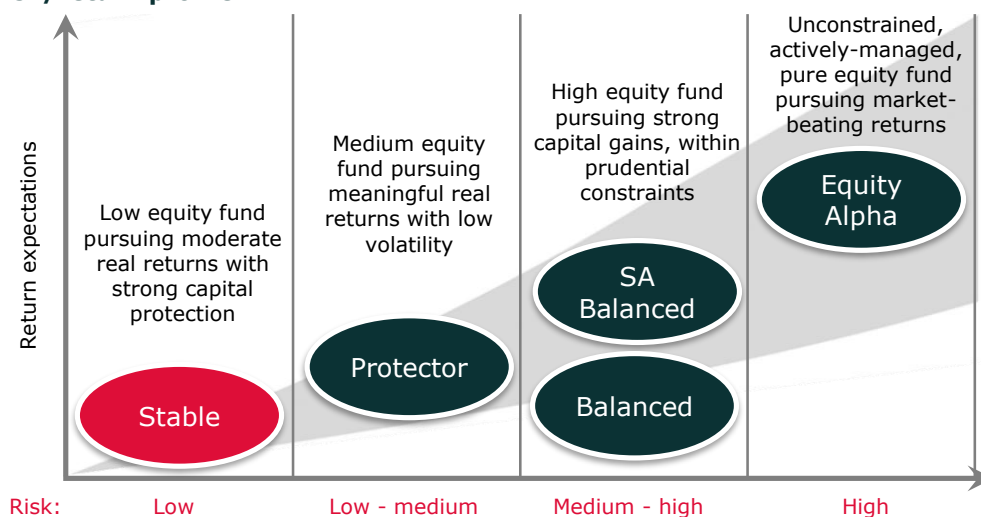 Return expectations
Low equity fund
pursuing moderate
real returns with
strong capital
protection
Stable
Medium equity
fund pursuing
meaningful real
returns with low
volatility
Protector
High equity fund
pursuing strong
capital gains, within
prudential
constraints
SA
Balanced
Balanced
Unconstrained,
actively-managed,
pure equity fund
pursuing market-
beating returns
Equity
Alpha
Risk:
Low
Low - medium
Medium - high
High